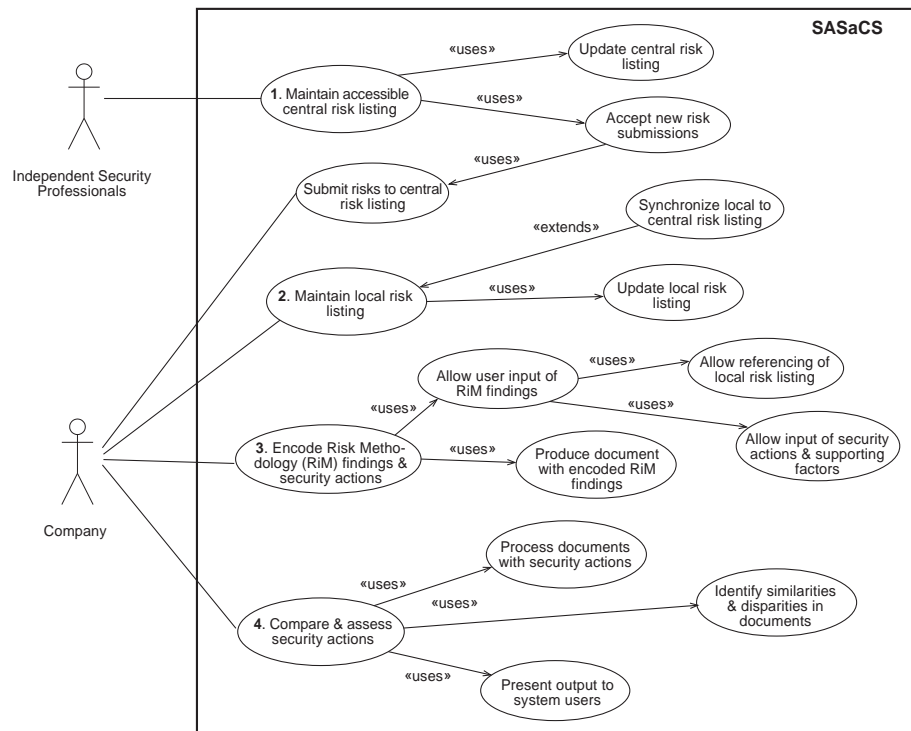 SASaCS
«uses»
Update central risk
listing
1. Maintain accessible
central risk listing
«uses»
Accept new risk
submissions
Independent Security
Professionals
«uses»
Submit risks to central
risk listing
Synchronize local to
central risk listing
«extends»
2. Maintain local risk
listing
«uses»
Update local risk
listing
Allow user input of
RiM findings
«uses»
Allow referencing of
local risk listing
«uses»
«uses»
Allow input of security
actions & supporting
factors
3. Encode Risk Metho-
dology (RiM) findings &
security actions
«uses»
Produce document
with encoded RiM
findings
Company
Process documents
with security actions
«uses»
«uses»
Identify similarities
& disparities in
documents
4. Compare & assess
security actions
«uses»
Present output to
system users